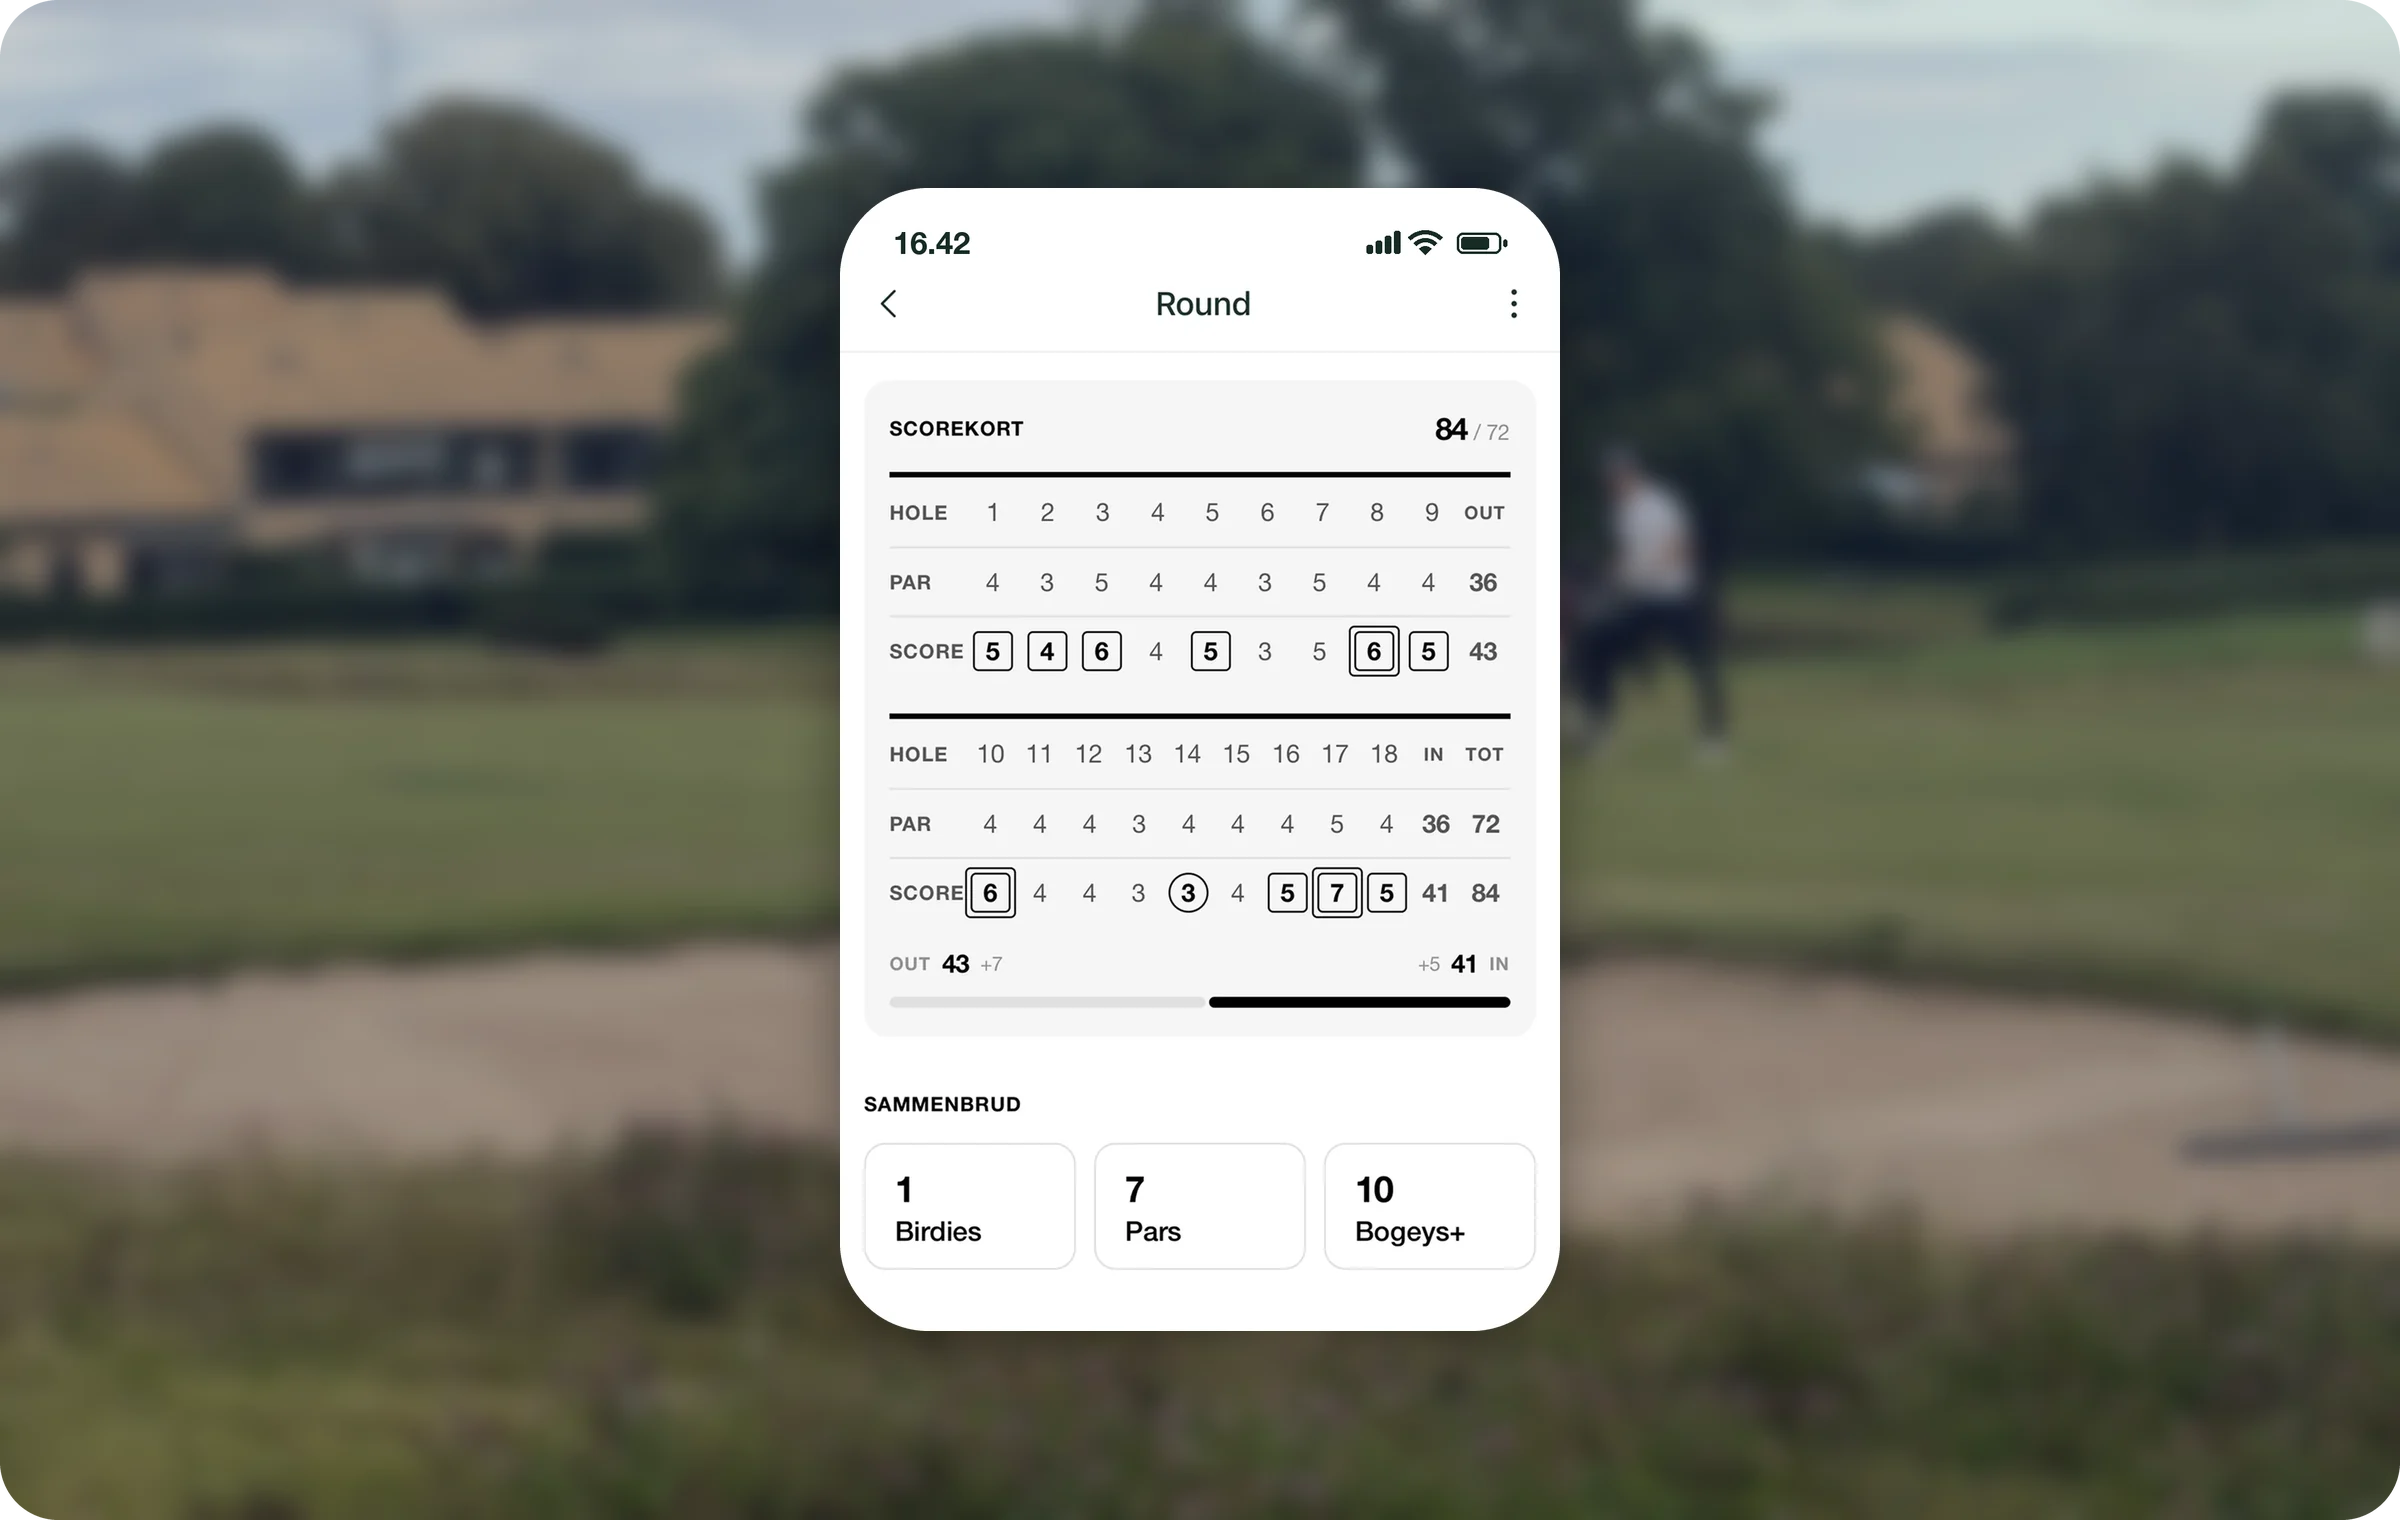 16.42
Round
SCOREKORT 84 / 72
HOLE 1 2 3 4 5 6 7 8 9 OUT
PAR 4 3 5 4 4 3 5 4 4 36
SCORE 5 4 6 4 5 3 5 6 5 43
HOLE 10 11 12 13 14 15 16 17 18 IN TOT
PAR 4 4 4 3 4 4 4 5 4 36 72
SCORE 6 4 4 3 3 4 5 7 5 41 84
OUT 43 +7 +5 41 IN
SAMMENBRUD
1 7 10
Birdies Pars Bogeys+